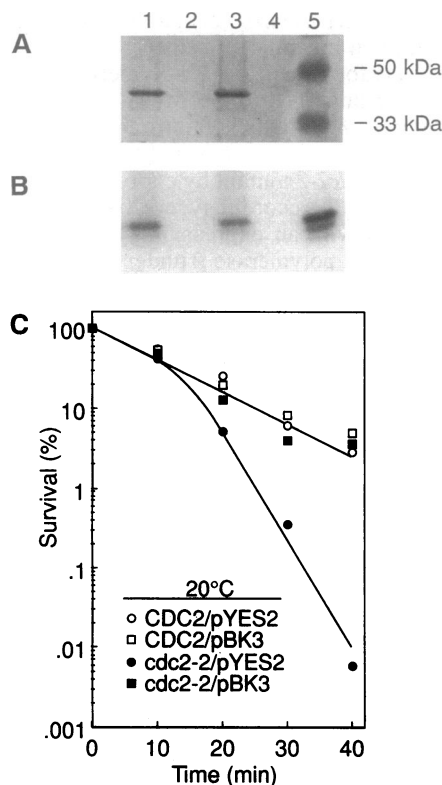 1 2 3 4 5
A
– 50 kDa
– 33 kDa
B
C
100
10
1
.1
.01
.001
Survival (%)
20°C
CDC2/pYES2
CDC2/pBK3
cdc2-2/pYES2
cdc2-2/pBK3
0 10 20 30 40
Time (min)